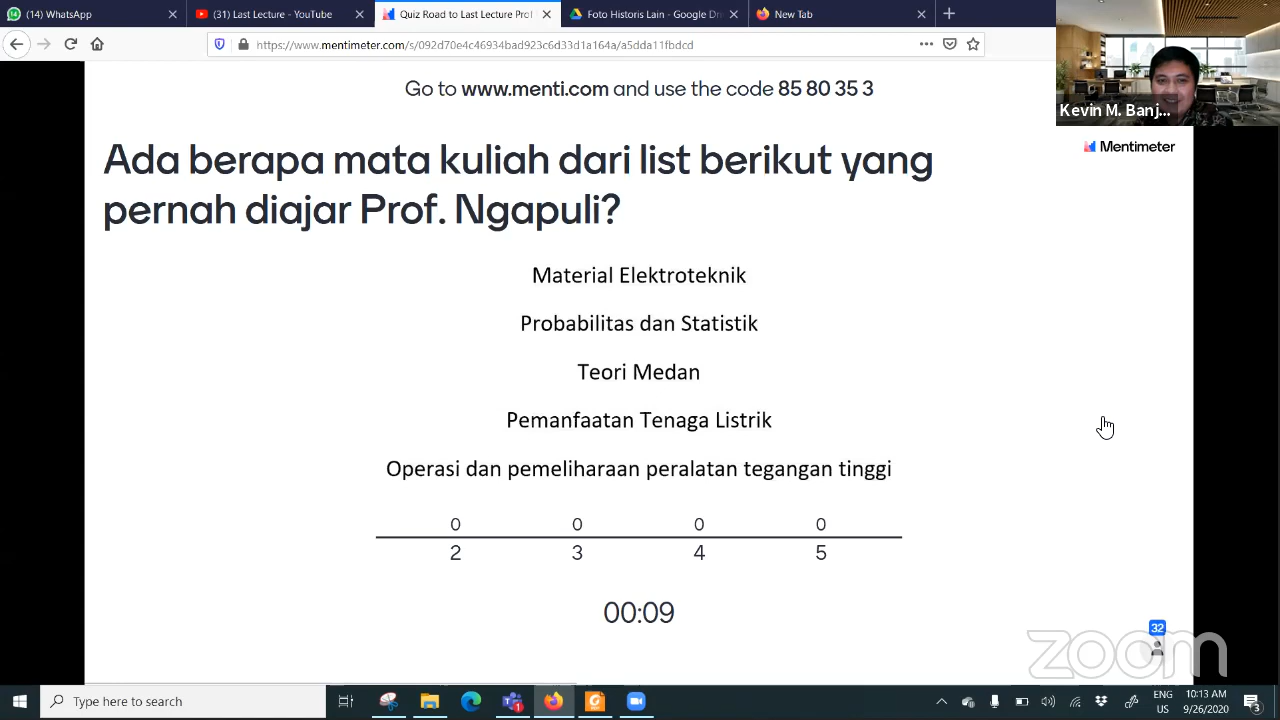 (21) WhatsApp
(31) Last Lecture - YouTube
Quiz Road to Last Lecture Prof
Foto Historis Elain - Google Dri
New Tab
https://www.mentimeter.com/s/092d70e4c46934bad923c6d33d1a164a/a5dda11fbdcd
Kevin M. Banj...
Go to www.menti.com and use the code 85 80 35 3
Mentimeter
Ada berapa mata kuliah dari list berikut yang
pernah diajar Prof. Ngapuli?
Material Elektroteknik
Probabilitas dan Statistik
Teori Medan
Pemanfaatan Tenaga Listrik
Operasi dan pemeliharaan peralatan tegangan tinggi
0 0 0 0
2 3 4 5
00:09
32
zoom
Type here to search
ENG
US
10:13 AM
9/26/2020
3